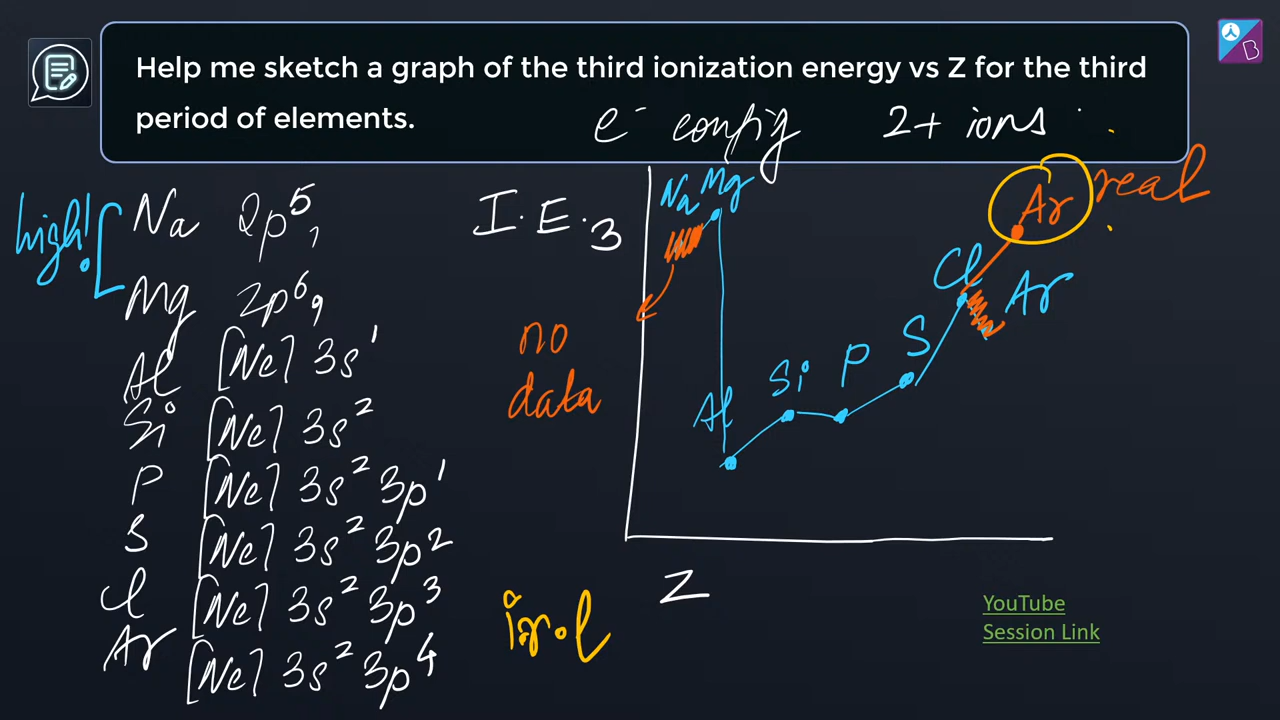 Help me sketch a graph of the third ionization energy vs Z for the third
period of elements.
e⁻ config 2+ ions
high!
Na 2p⁵,
Mg 2p⁶,
Al [Ne] 3s¹
Si [Ne] 3s²
P [Ne] 3s² 3p¹
S [Ne] 3s² 3p²
Cl [Ne] 3s² 3p³
Ar [Ne] 3s² 3p⁴
I.E.₃
Na Mg
no
data
Al
Si
P
S
Cl
Ar
Ar real
Z
YouTube
Session Link
B